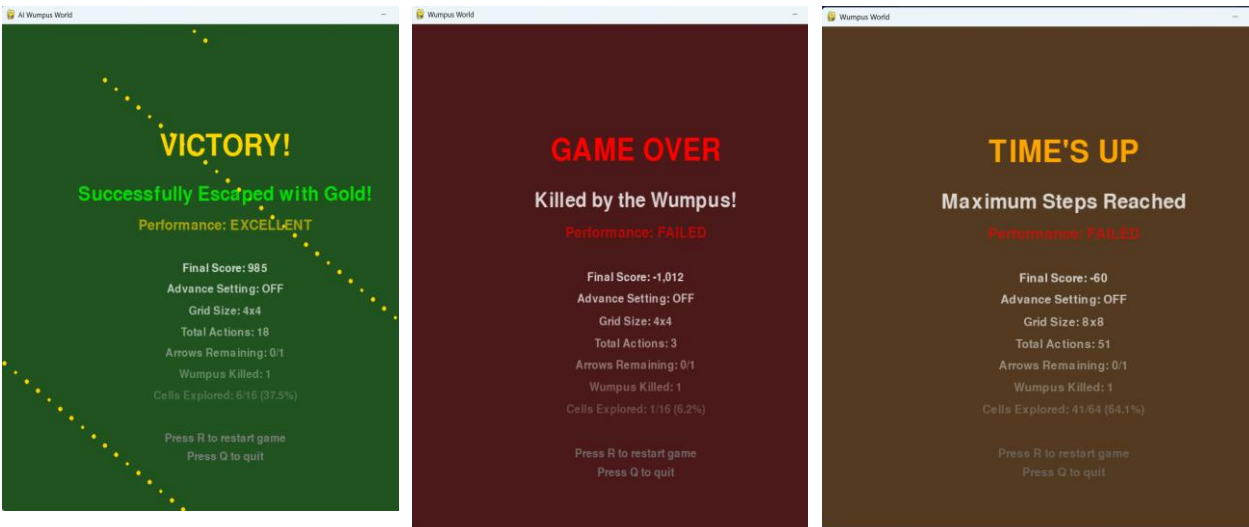 AI Wumpus World
VICTORY!
Successfully Escaped with Gold!
Performance: EXCELLENT
Final Score: 985
Advance Setting: OFF
Grid Size: 4x4
Total Actions: 18
Arrows Remaining: 0/1
Wumpus Killed: 1
Cells Explored: 6/16 (37.5%)
Press R to restart game
Press Q to quit
Wumpus World
GAME OVER
Killed by the Wumpus!
Performance: FAILED
Final Score: -1,012
Advance Setting: OFF
Grid Size: 4x4
Total Actions: 3
Arrows Remaining: 0/1
Wumpus Killed: 1
Cells Explored: 1/16 (6.2%)
Press R to restart game
Press Q to quit
Wumpus World
TIME'S UP
Maximum Steps Reached
Performance: FAILED
Final Score: -60
Advance Setting: OFF
Grid Size: 8x8
Total Actions: 51
Arrows Remaining: 0/1
Wumpus Killed: 1
Cells Explored: 41/64 (64.1%)
Press R to restart game
Press Q to quit